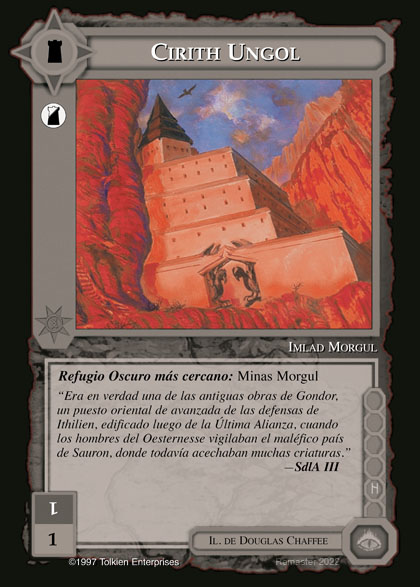 Cirith Ungol
Imlad Morgul
Refugio Oscuro más cercano: Minas Morgul
“Era en verdad una de las antiguas obras de Gondor,
un puesto oriental de avanzada de las defensas de
Ithilien, edificado luego de la Última Alianza, cuando
los hombres del Oesternesse vigilaban el maléfico país
de Sauron, donde todavía acechaban muchas criaturas.”
–SdlA III
H
1
1
Il. de Douglas Chaffee
©1997 Tolkien Enterprises